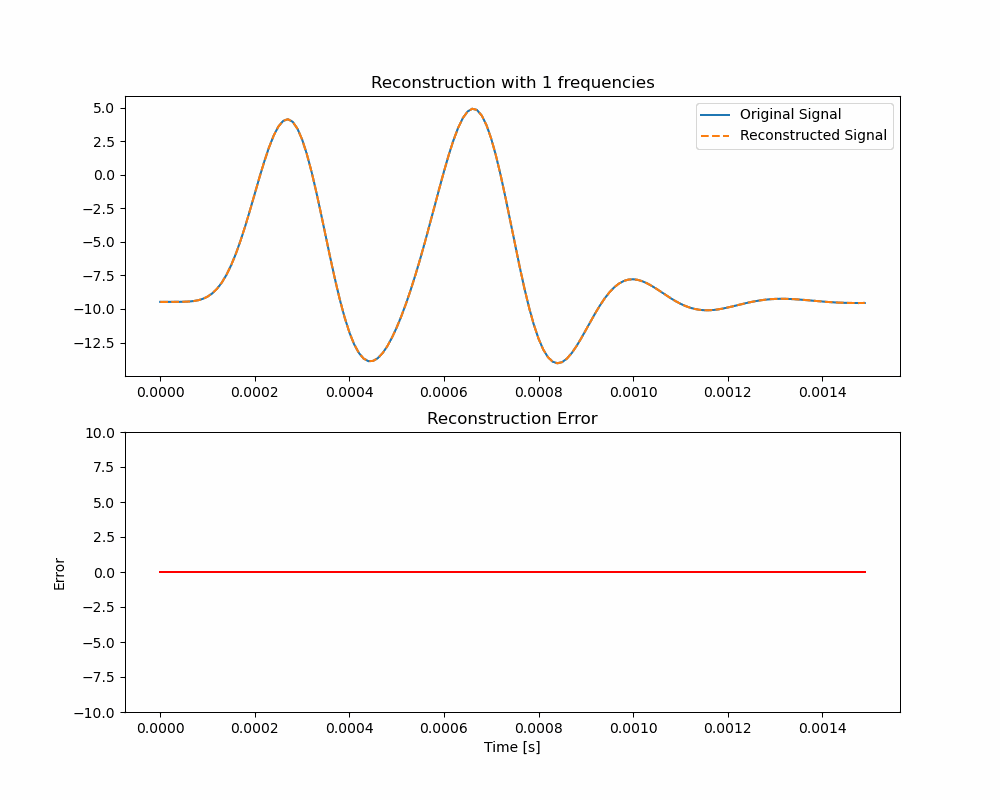 Reconstruction with 1 frequencies
Original Signal
Reconstructed Signal
5.0
2.5
0.0
−2.5
−5.0
−7.5
−10.0
−12.5
0.0000 0.0002 0.0004 0.0006 0.0008 0.0010 0.0012 0.0014
Reconstruction Error
Error
10.0
7.5
5.0
2.5
0.0
−2.5
−5.0
−7.5
−10.0
0.0000 0.0002 0.0004 0.0006 0.0008 0.0010 0.0012 0.0014
Time [s]